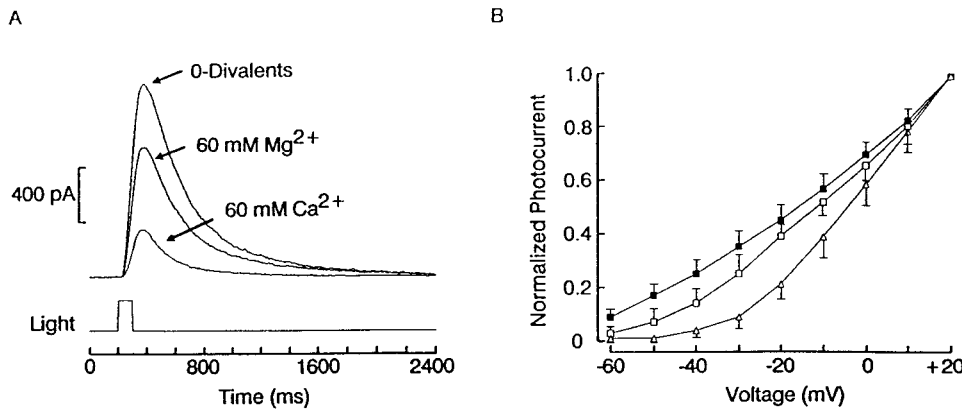 A
0-Divalents
60 mM Mg2+
400 pA
60 mM Ca2+
Light
0 800 1600 2400
Time (ms)
B
Normalized Photocurrent
1.0
0.8
0.6
0.4
0.2
0
-60 -40 -20 0 +20
Voltage (mV)